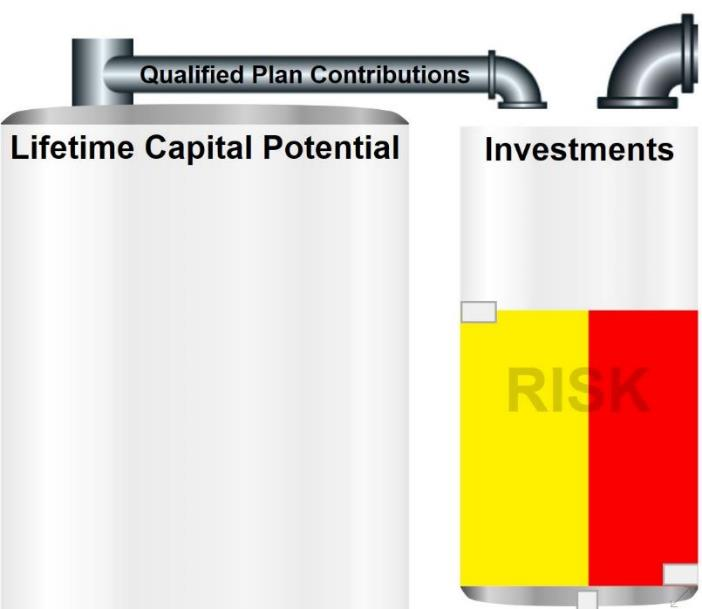 Qualified Plan Contributions
Lifetime Capital Potential
Investments
RISK